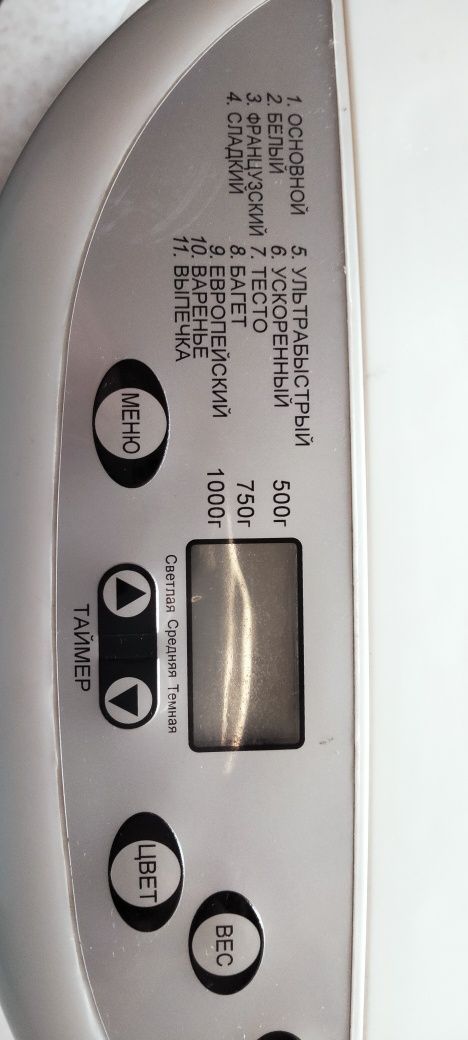 1. ОСНОВНОЙ
2. БЕЛЫЙ
3. ФРАНЦУЗСКИЙ
4. СЛАДКИЙ
5. УЛЬТРАБЫСТРЫЙ
6. УСКОРЕННЫЙ
7. ТЕСТО
8. БАГЕТ
9. ЕВРОПЕЙСКИЙ
10. ВАРЕНЬЕ
11. ВЫПЕЧКА
500г
750г
1000г
Светлая Средняя Темная
МЕНЮ
ТАЙМЕР
ЦВЕТ
ВЕС